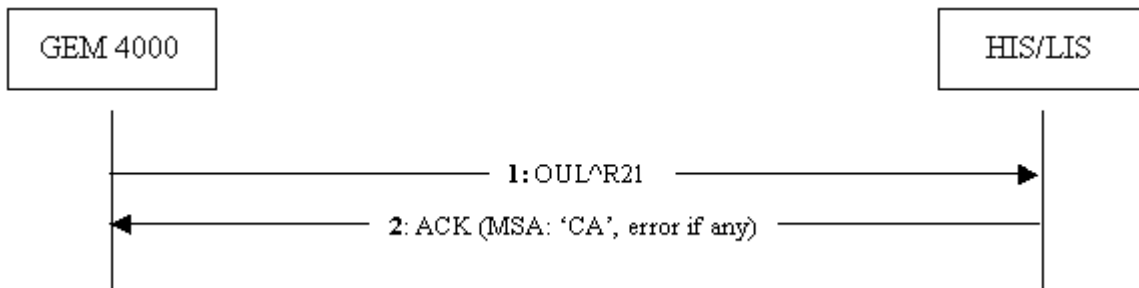 GEM 4000
HIS/LIS
1: OUL^R21
2: ACK (MSA: ‘CA’, error if any)